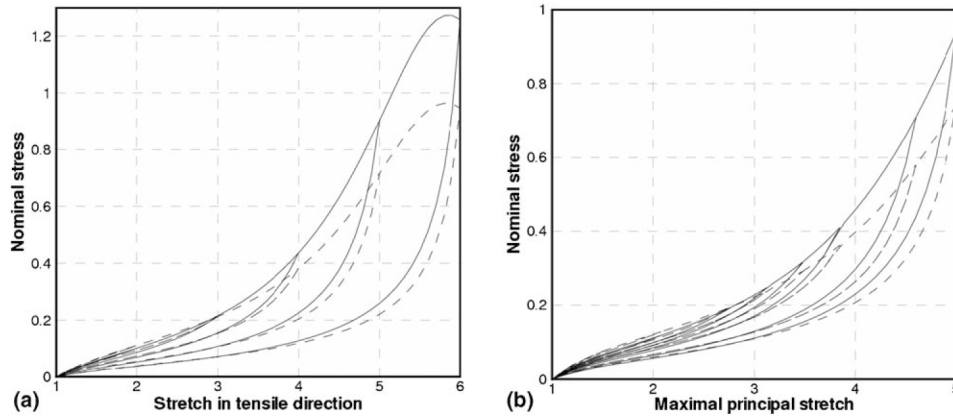 1.2
1
0.8
0.6
0.4
0.2
0
1 2 3 4 5 6
Nominal stress
Stretch in tensile direction
(a)
1
0.8
0.6
0.4
0.2
0
1 2 3 4 5
Nominal stress
Maximal principal stretch
(b)